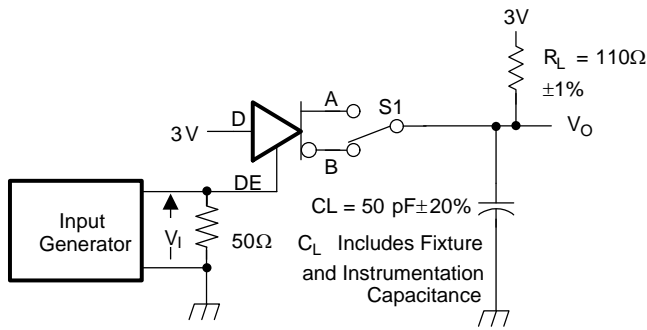 3V
R_L = 110Ω
±1%
A
S1
3V
D
B
V_O
DE
Input
Generator
V_I
50Ω
CL = 50 pF±20%
C_L Includes Fixture
and Instrumentation
Capacitance